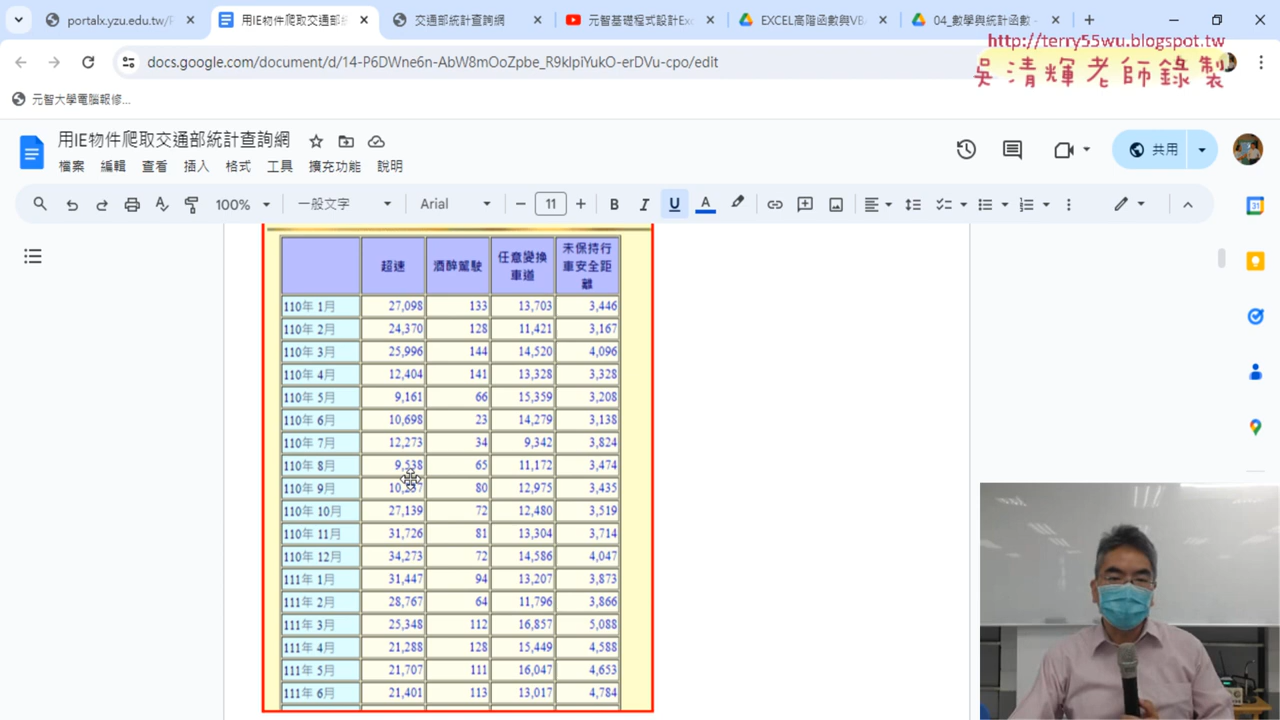 portalx.yzu.edu.tw/F
用IE物件爬取交通部統
交通部統計查詢網
元智基礎程式設計Exc
EXCEL高階函數與VBA
04_數學與統計函數 -
http://terry55wu.blogspot.tw
docs.google.com/document/d/14-P6DWne6n-AbW8mOoZpbe_R9klpiYukO-erDVu-cpo/edit
吳清輝老師錄製
元智大學電腦報修...
用IE物件爬取交通部統計查詢網
檔案 編輯 查看 插入 格式 工具 擴充功能 說明
共用
100% 一般文字 Arial 11 B I U A
31
超速 酒醉駕駛 任意變換車道 未保持行車安全距離
110年 1月 27,098 133 13,703 3,446
110年 2月 24,370 128 11,421 3,167
110年 3月 25,996 144 14,520 4,096
110年 4月 12,404 141 13,328 3,328
110年 5月 9,161 66 15,359 3,208
110年 6月 10,698 23 14,279 3,138
110年 7月 12,273 34 9,342 3,824
110年 8月 9,538 65 11,172 3,474
110年 9月 80 12,975 3,435
110年 10月 27,139 72 12,480 3,519
110年 11月 31,726 81 13,304 3,714
110年 12月 34,273 72 14,586 4,047
111年 1月 31,447 94 13,207 3,873
111年 2月 28,767 64 11,796 3,866
111年 3月 25,348 112 16,857 5,088
111年 4月 21,288 128 15,449 4,588
111年 5月 21,707 111 16,047 4,653
111年 6月 21,401 113 13,017 4,784